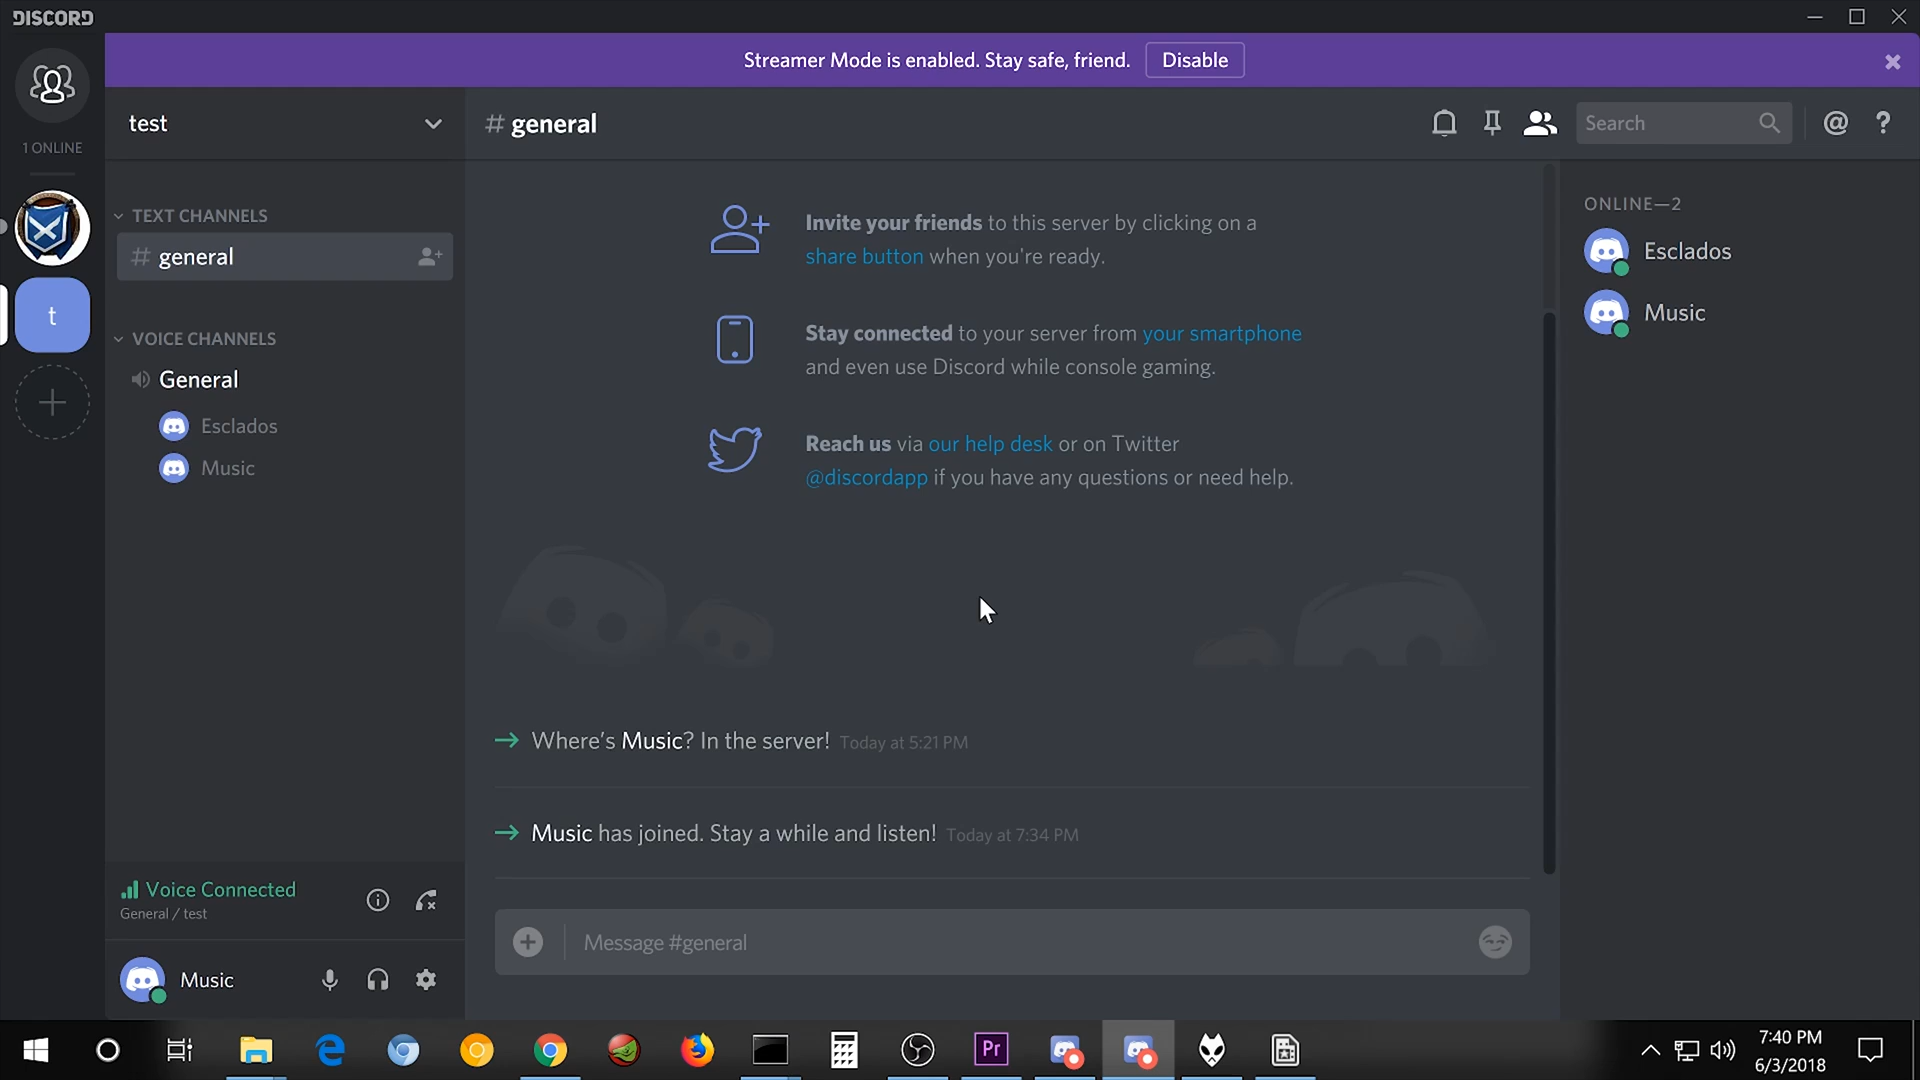 DISCORD
Streamer Mode is enabled. Stay safe, friend.
Disable
1 ONLINE
t
test
TEXT CHANNELS
# general
VOICE CHANNELS
General
Esclados
Music
Voice Connected
General / test
Music
# general
Search
@
?
Invite your friends to this server by clicking on a
share button when you're ready.
Stay connected to your server from your smartphone
and even use Discord while console gaming.
Reach us via our help desk or on Twitter
@discordapp if you have any questions or need help.
Where's Music? In the server! Today at 5:21 PM
Music has joined. Stay a while and listen! Today at 7:34 PM
Message #general
ONLINE—2
Esclados
Music
Pr
7:40 PM
6/3/2018